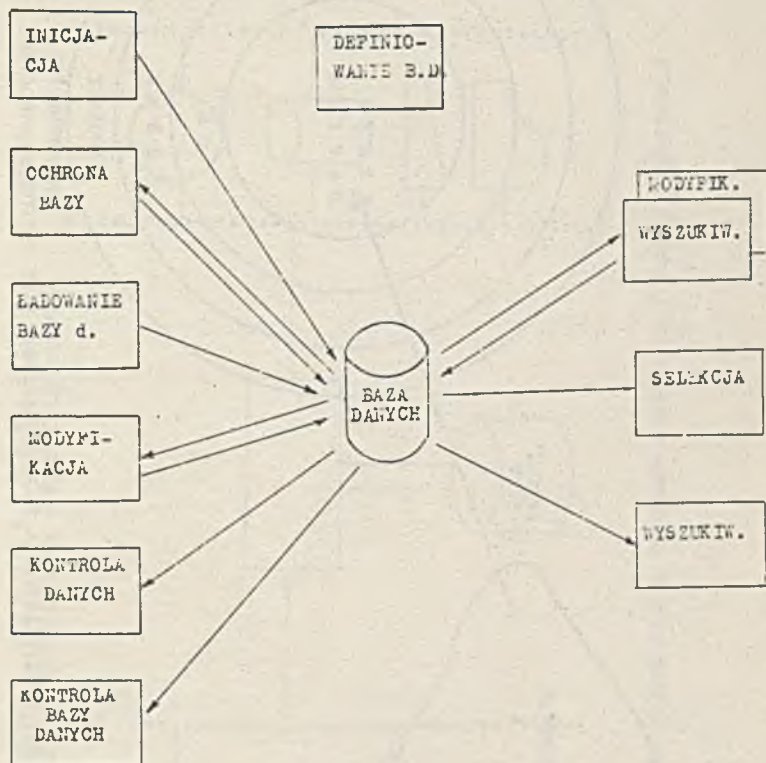 INICJA-
CJA
DEFINIO-
WANIE B.D.
OCHRONA
BAZY
ŁADOWANIE
BAZY d.
MODYFI-
KACJA
KONTROLA
DANYCH
KONTROLA
BAZY
DANYCH
BAZA
DANYCH
MODYFIK.
WYSZUKIW.
SELEKCJA
WYSZUKIW.